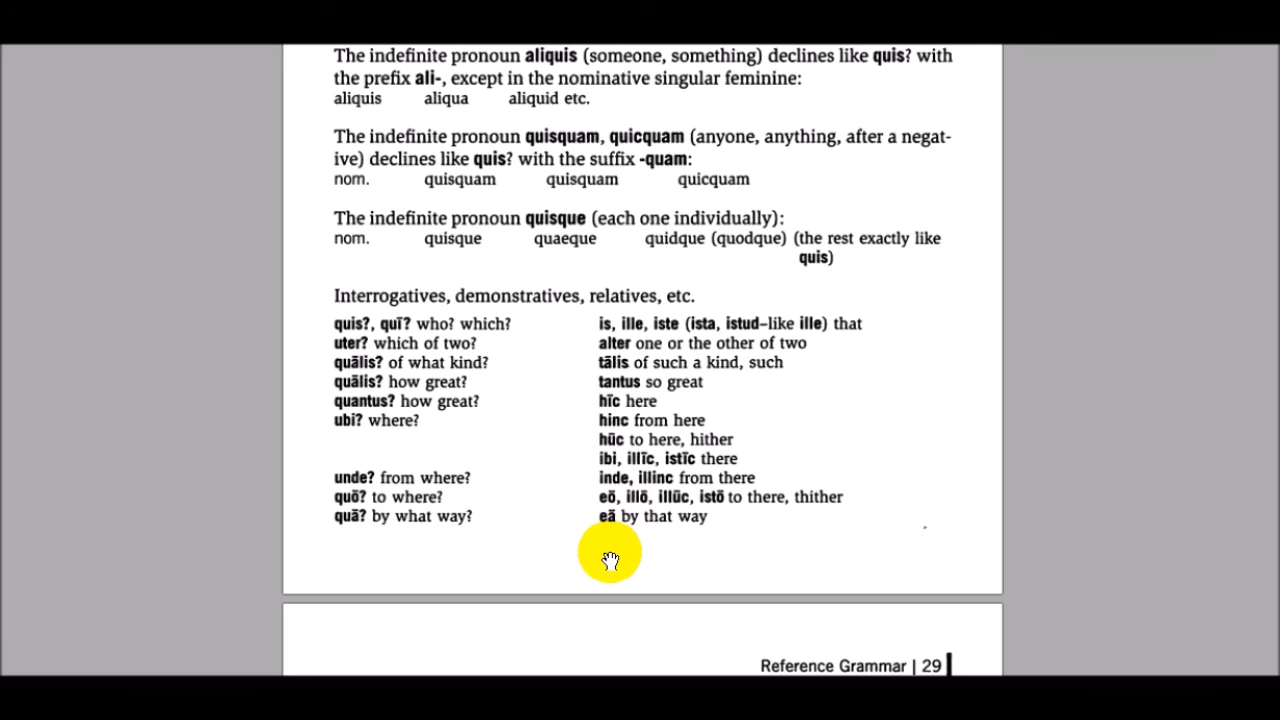 The indefinite pronoun aliquis (someone, something) declines like quis? with
the prefix ali-, except in the nominative singular feminine:
aliquis aliqua aliquid etc.
The indefinite pronoun quisquam, quicquam (anyone, anything, after a negat-
ive) declines like quis? with the suffix -quam:
nom. quisquam quisquam quicquam
The indefinite pronoun quisque (each one individually):
nom. quisque quaeque quidque (quodque) (the rest exactly like
quis)
Interrogatives, demonstratives, relatives, etc.
quis?, quī? who? which? is, ille, iste (ista, istud–like ille) that
uter? which of two? alter one or the other of two
quālis? of what kind? tālis of such a kind, such
quālis? how great? tantus so great
quantus? how great? hīc here
ubi? where? hinc from here
hūc to here, hither
ibi, illīc, istīc there
unde? from where? inde, illinc from there
quō? to where? eō, illō, illūc, istō to there, thither
quā? by what way? eā by that way
Reference Grammar | 29